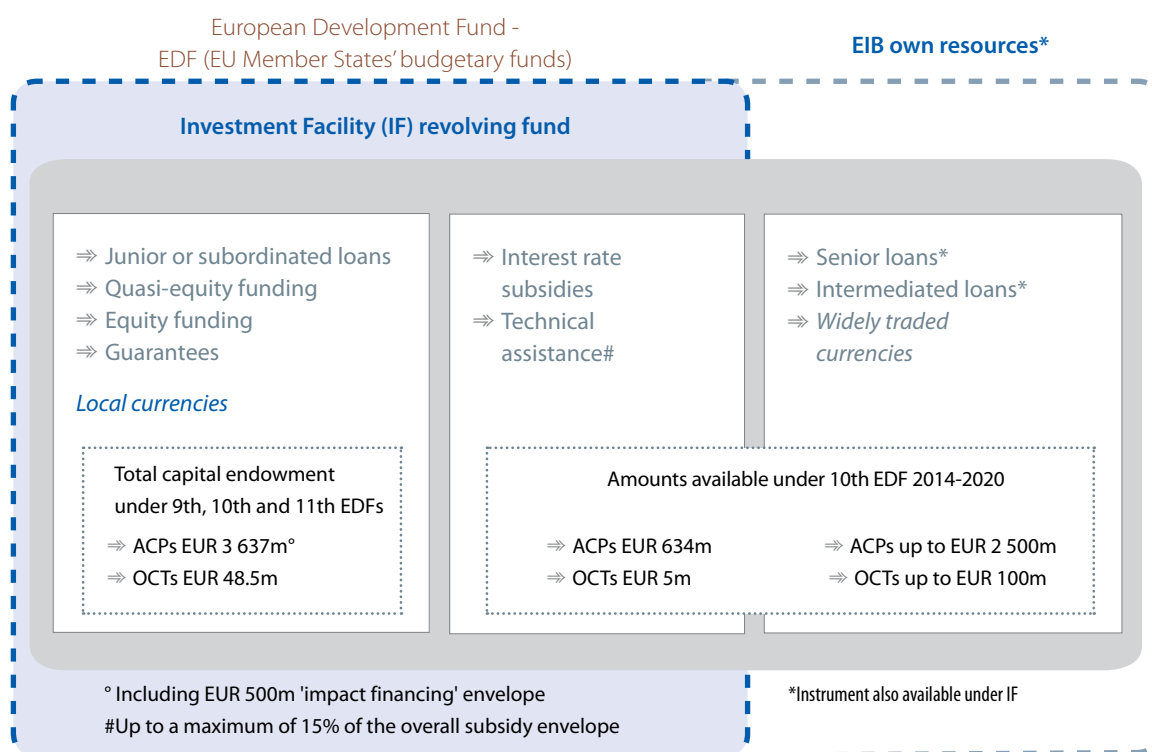 European Development Fund -
EDF (EU Member States’ budgetary funds)
EIB own resources*
Investment Facility (IF) revolving fund
⇒ Junior or subordinated loans
⇒ Quasi-equity funding
⇒ Equity funding
⇒ Guarantees
Local currencies
Total capital endowment
under 9th, 10th and 11th EDFs
⇒ ACPs EUR 3 637m°
⇒ OCTs EUR 48.5m
⇒ Interest rate
subsidies
⇒ Technical
assistance#
⇒ Senior loans*
⇒ Intermediated loans*
⇒ Widely traded
currencies
Amounts available under 10th EDF 2014-2020
⇒ ACPs EUR 634m
⇒ OCTs EUR 5m
⇒ ACPs up to EUR 2 500m
⇒ OCTs up to EUR 100m
° Including EUR 500m 'impact financing' envelope
#Up to a maximum of 15% of the overall subsidy envelope
*Instrument also available under IF